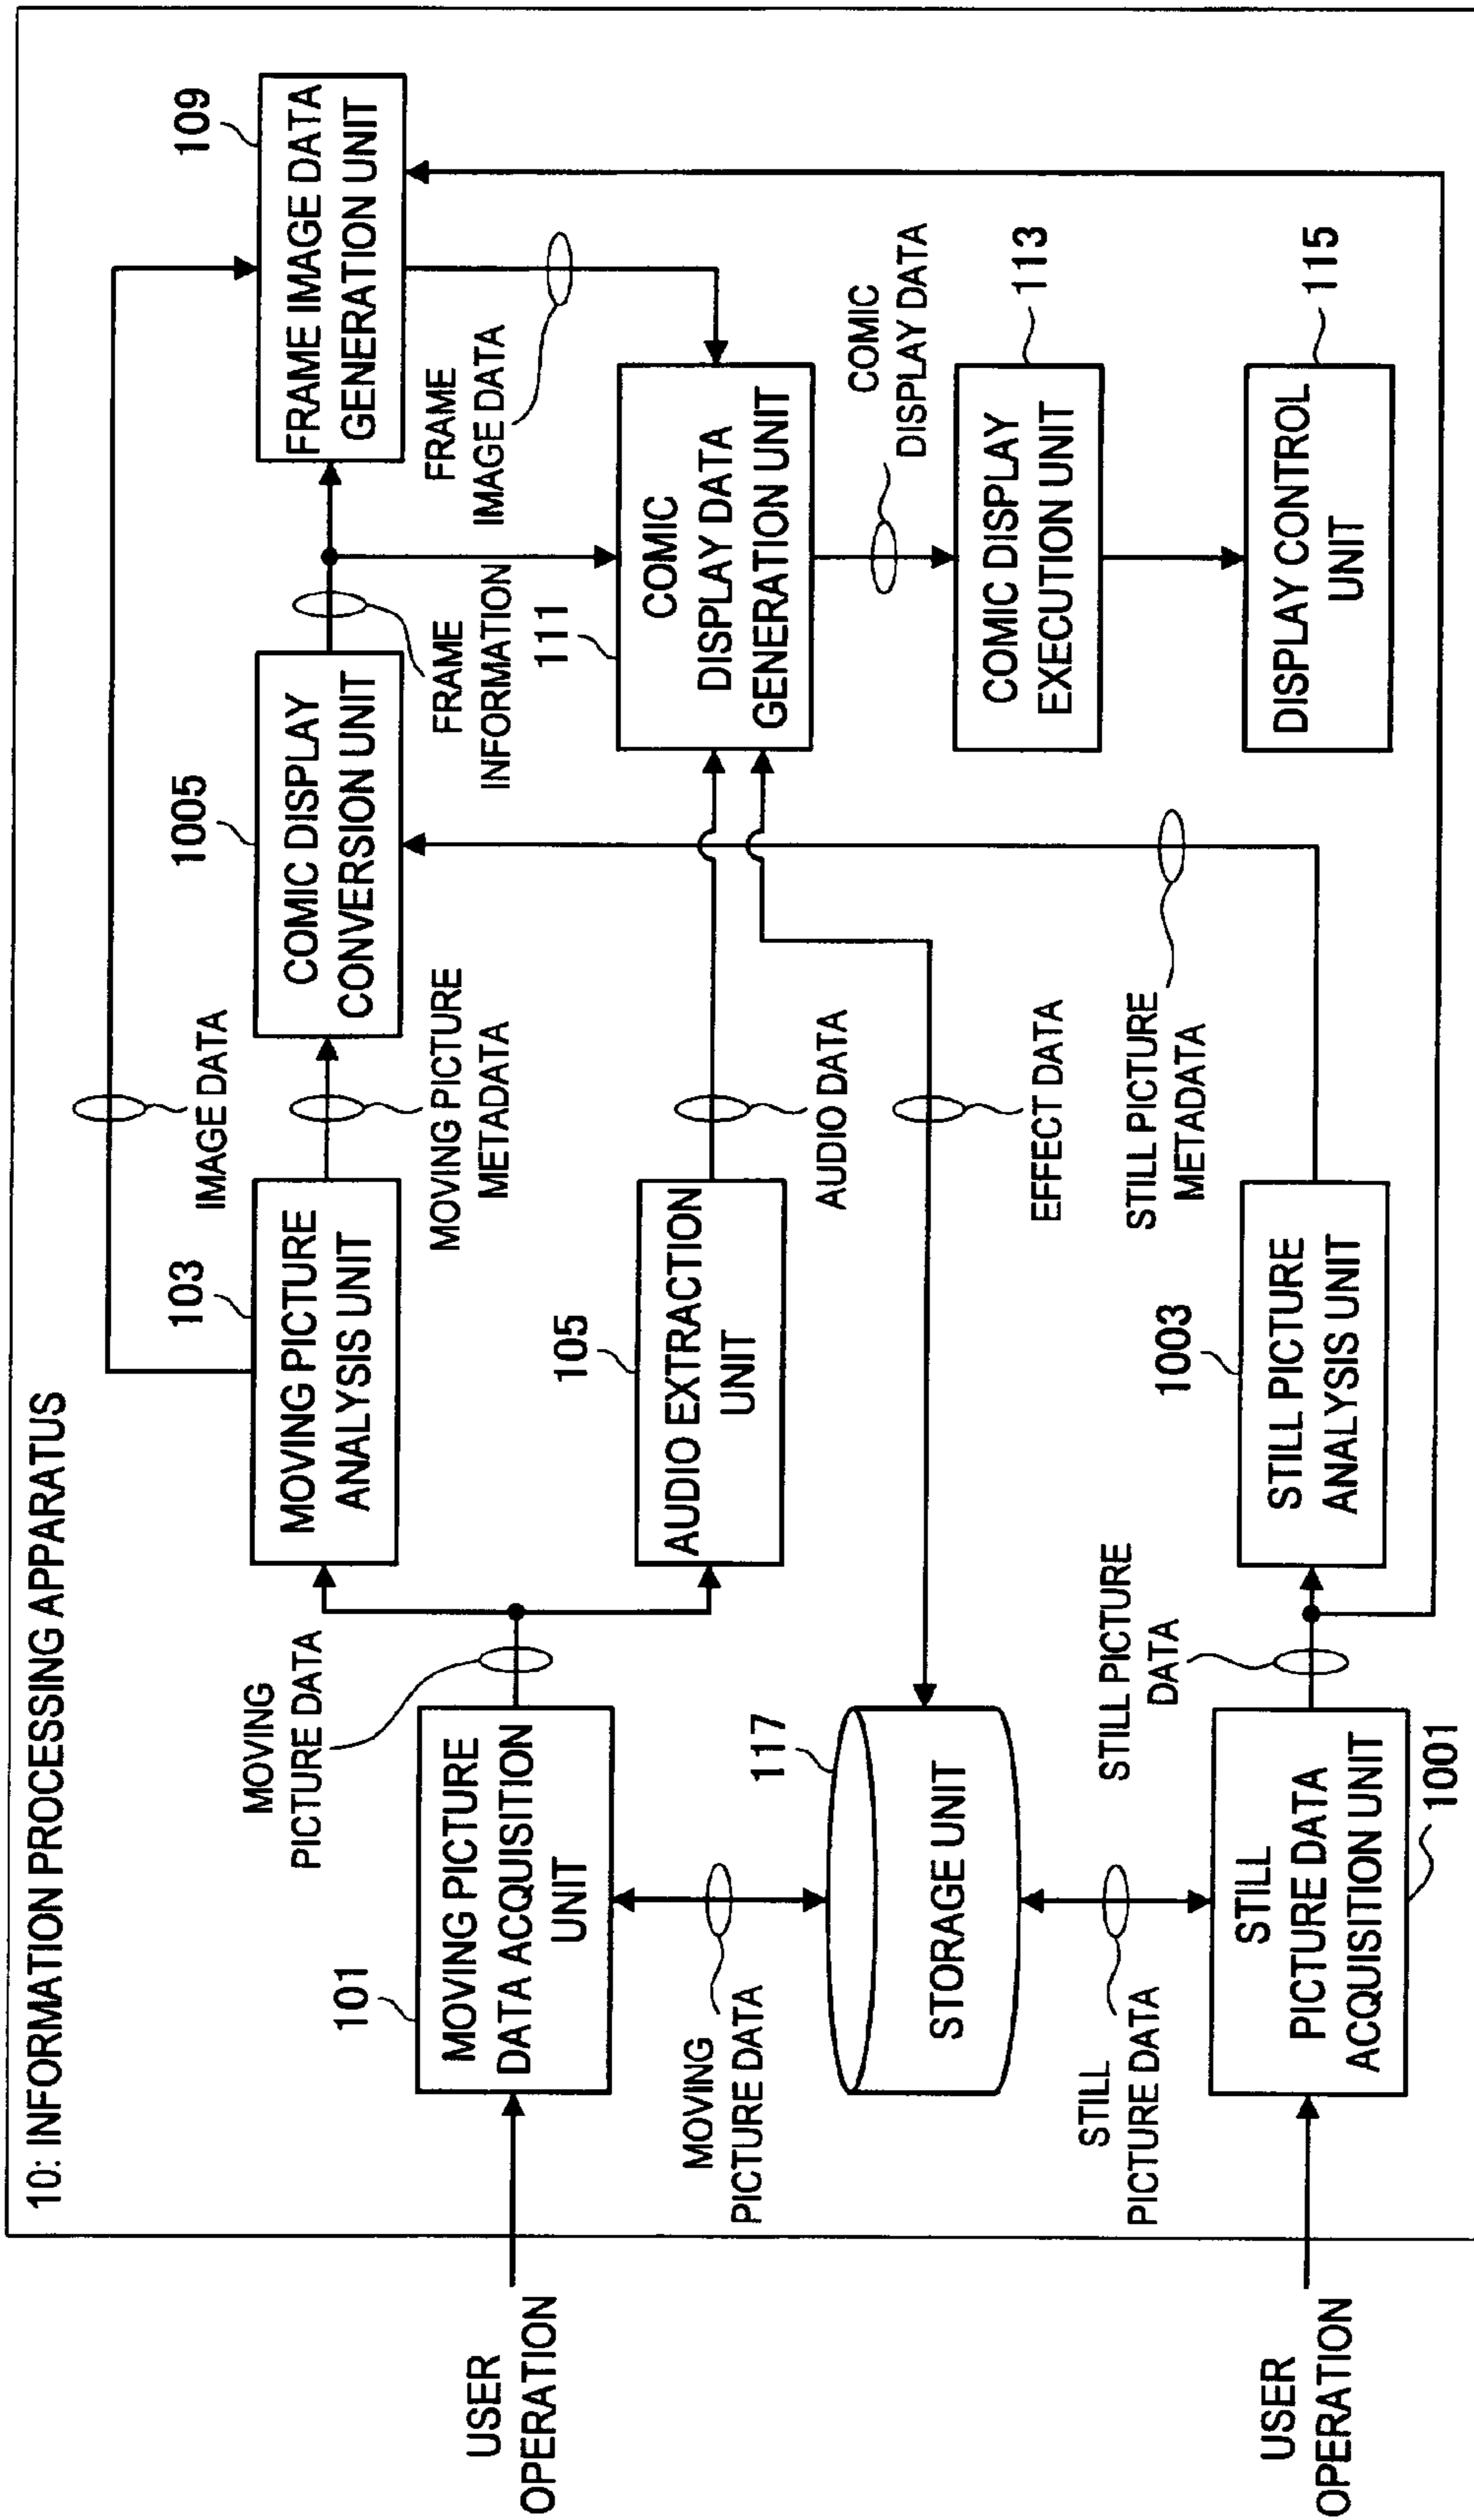 10: INFORMATION PROCESSING APPARATUS
USER
OPERATION
101
MOVING PICTURE
DATA ACQUISITION
UNIT
MOVING
PICTURE DATA
103
MOVING PICTURE
ANALYSIS UNIT
IMAGE DATA
MOVING PICTURE
METADATA
1005
COMIC DISPLAY
CONVERSION UNIT
FRAME
INFORMATION
109
FRAME IMAGE DATA
GENERATION UNIT
FRAME
IMAGE DATA
105
AUDIO EXTRACTION
UNIT
AUDIO DATA
111
COMIC
DISPLAY DATA
GENERATION UNIT
COMIC
DISPLAY DATA
MOVING
PICTURE DATA
117
STORAGE UNIT
EFFECT DATA
113
COMIC DISPLAY
EXECUTION UNIT
STILL
PICTURE DATA
USER
OPERATION
STILL
PICTURE DATA
ACQUISITION UNIT
1001
STILL PICTURE
DATA
1003
STILL PICTURE
ANALYSIS UNIT
STILL PICTURE
METADATA
115
DISPLAY CONTROL
UNIT